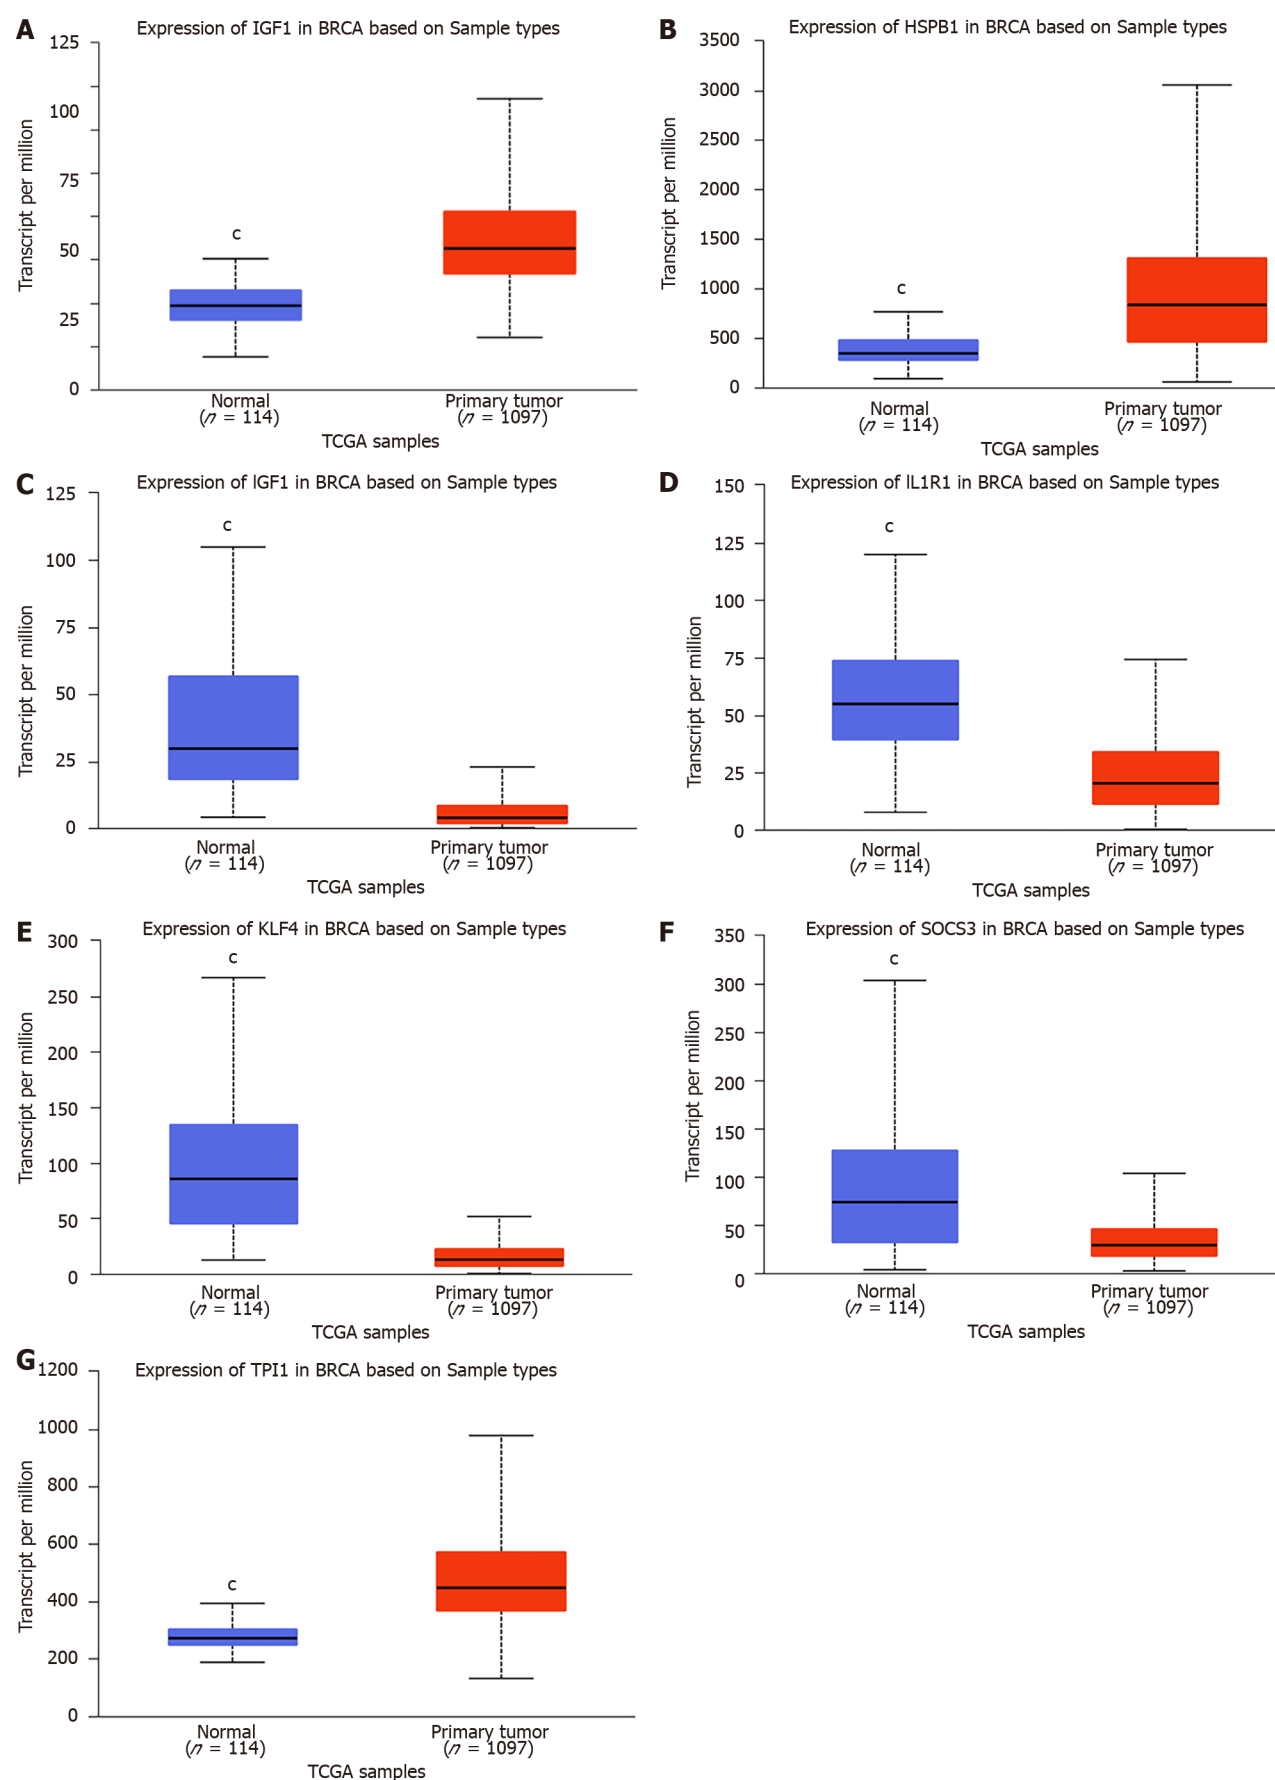 A
Expression of IGF1 in BRCA based on Sample types
Transcript per million
125
100
75
50
25
0
c
Normal
(n = 114)
Primary tumor
(n = 1097)
TCGA samples
B
Expression of HSPB1 in BRCA based on Sample types
Transcript per million
3500
3000
2500
2000
1500
1000
500
0
c
Normal
(n = 114)
Primary tumor
(n = 1097)
TCGA samples
C
Expression of IGF1 in BRCA based on Sample types
Transcript per million
125
100
75
50
25
0
c
Normal
(n = 114)
Primary tumor
(n = 1097)
TCGA samples
D
Expression of IL1R1 in BRCA based on Sample types
Transcript per million
150
125
100
75
50
25
0
c
Normal
(n = 114)
Primary tumor
(n = 1097)
TCGA samples
E
Expression of KLF4 in BRCA based on Sample types
Transcript per million
300
250
200
150
100
50
0
c
Normal
(n = 114)
Primary tumor
(n = 1097)
TCGA samples
F
Expression of SOCS3 in BRCA based on Sample types
Transcript per million
350
300
250
200
150
100
50
0
c
Normal
(n = 114)
Primary tumor
(n = 1097)
TCGA samples
G
Expression of TPI1 in BRCA based on Sample types
Transcript per million
1200
1000
800
600
400
200
0
c
Normal
(n = 114)
Primary tumor
(n = 1097)
TCGA samples